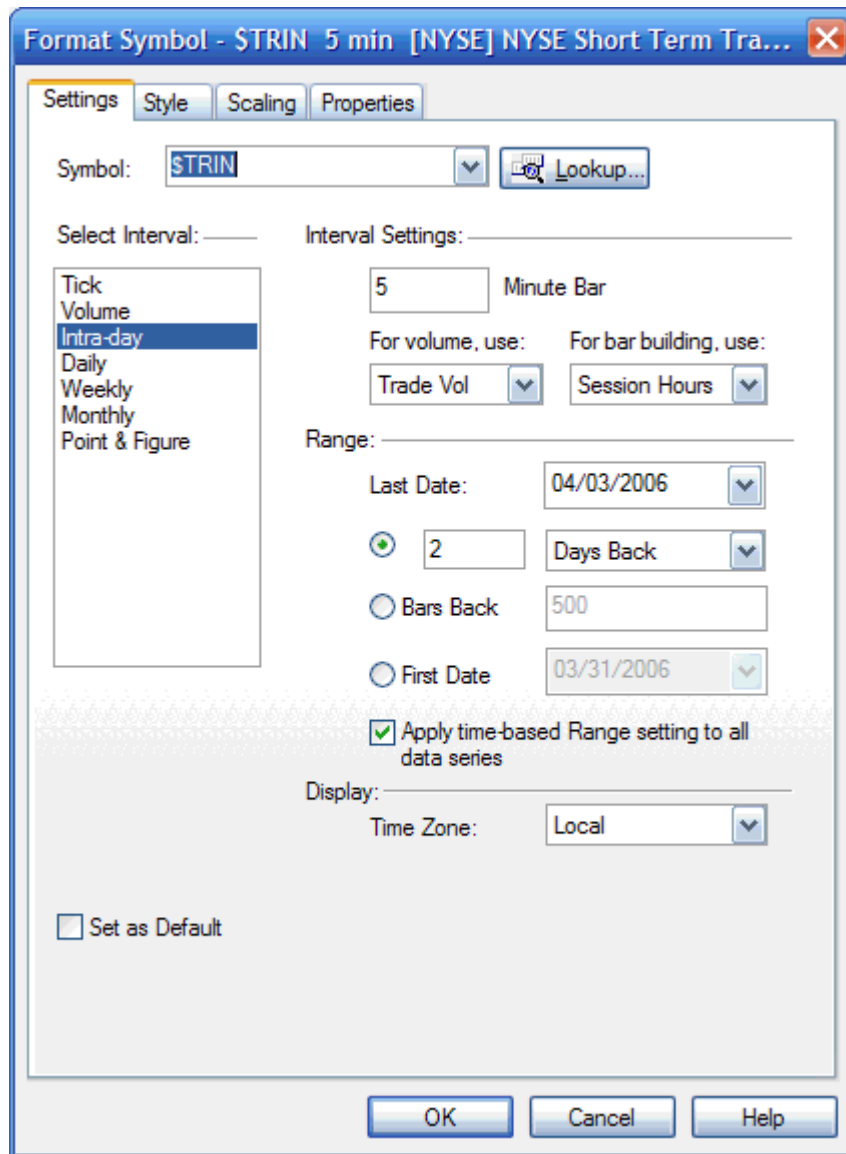 Format Symbol - $TRIN 5 min [NYSE] NYSE Short Term Tra...
Settings Style Scaling Properties
Symbol: $TRIN Lookup...
Select Interval: Interval Settings:
Tick
Volume
Intra-day
Daily
Weekly
Monthly
Point & Figure
5 Minute Bar
For volume, use: For bar building, use:
Trade Vol Session Hours
Range:
Last Date: 04/03/2006
2 Days Back
Bars Back 500
First Date 03/31/2006
Apply time-based Range setting to all
data series
Display:
Time Zone: Local
Set as Default
OK Cancel Help